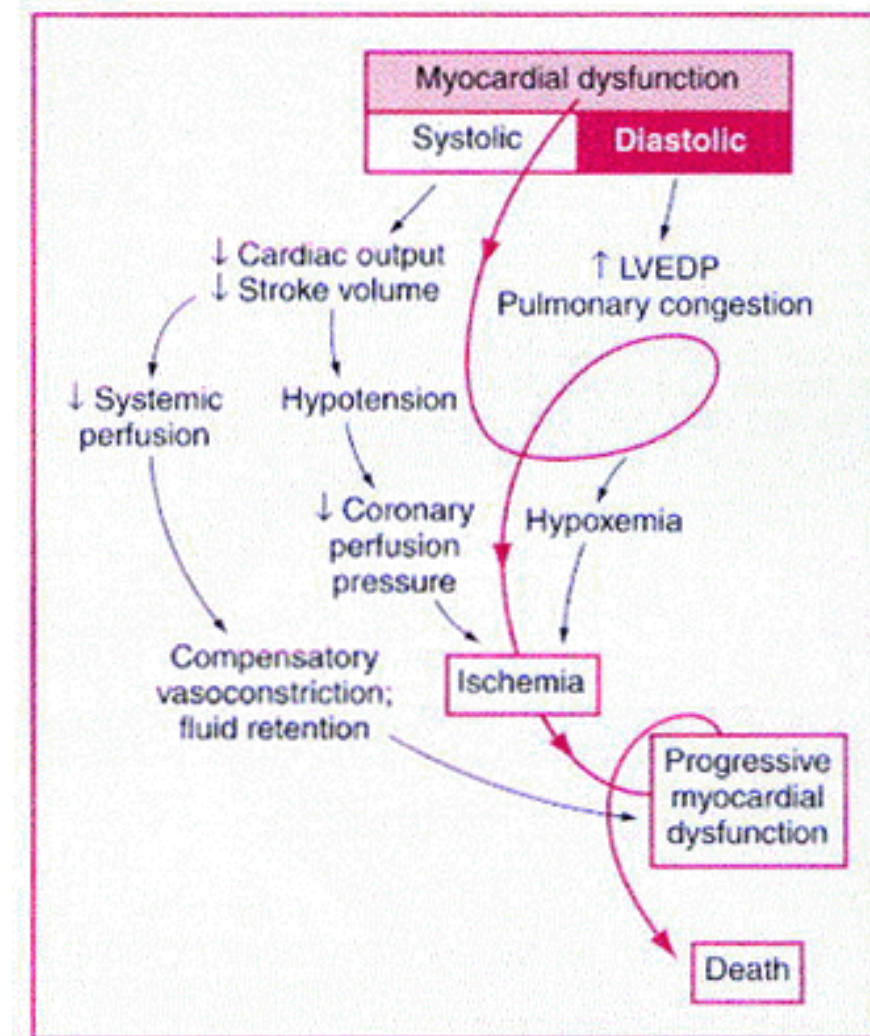 Myocardial dysfunction
Systolic
Diastolic
↓ Cardiac output
↓ Stroke volume
↑ LVEDP
Pulmonary congestion
↓ Systemic
perfusion
Hypotension
↓ Coronary
perfusion
pressure
Hypoxemia
Compensatory
vasoconstriction;
fluid retention
Ischemia
Progressive
myocardial
dysfunction
Death